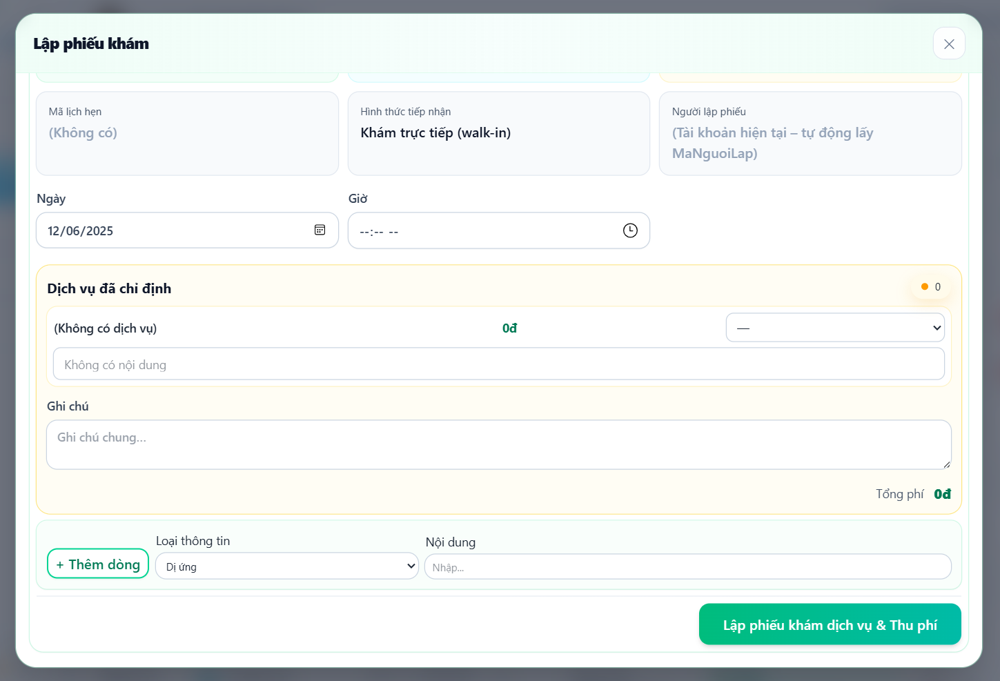 Lập phiếu khám
Mã lịch hẹn
(Không có)
Hình thức tiếp nhận
Khám trực tiếp (walk-in)
Người lập phiếu
(Tài khoản hiện tại – tự động lấy
MaNguoiLap)
Ngày
12/06/2025
Giờ
--:-- --
Dịch vụ đã chỉ định
0
(Không có dịch vụ)
0đ
—
Không có nội dung
Ghi chú
Ghi chú chung...
Tổng phí 0đ
+ Thêm dòng
Loại thông tin
Dị ứng
Nội dung
Nhập...
Lập phiếu khám dịch vụ & Thu phí